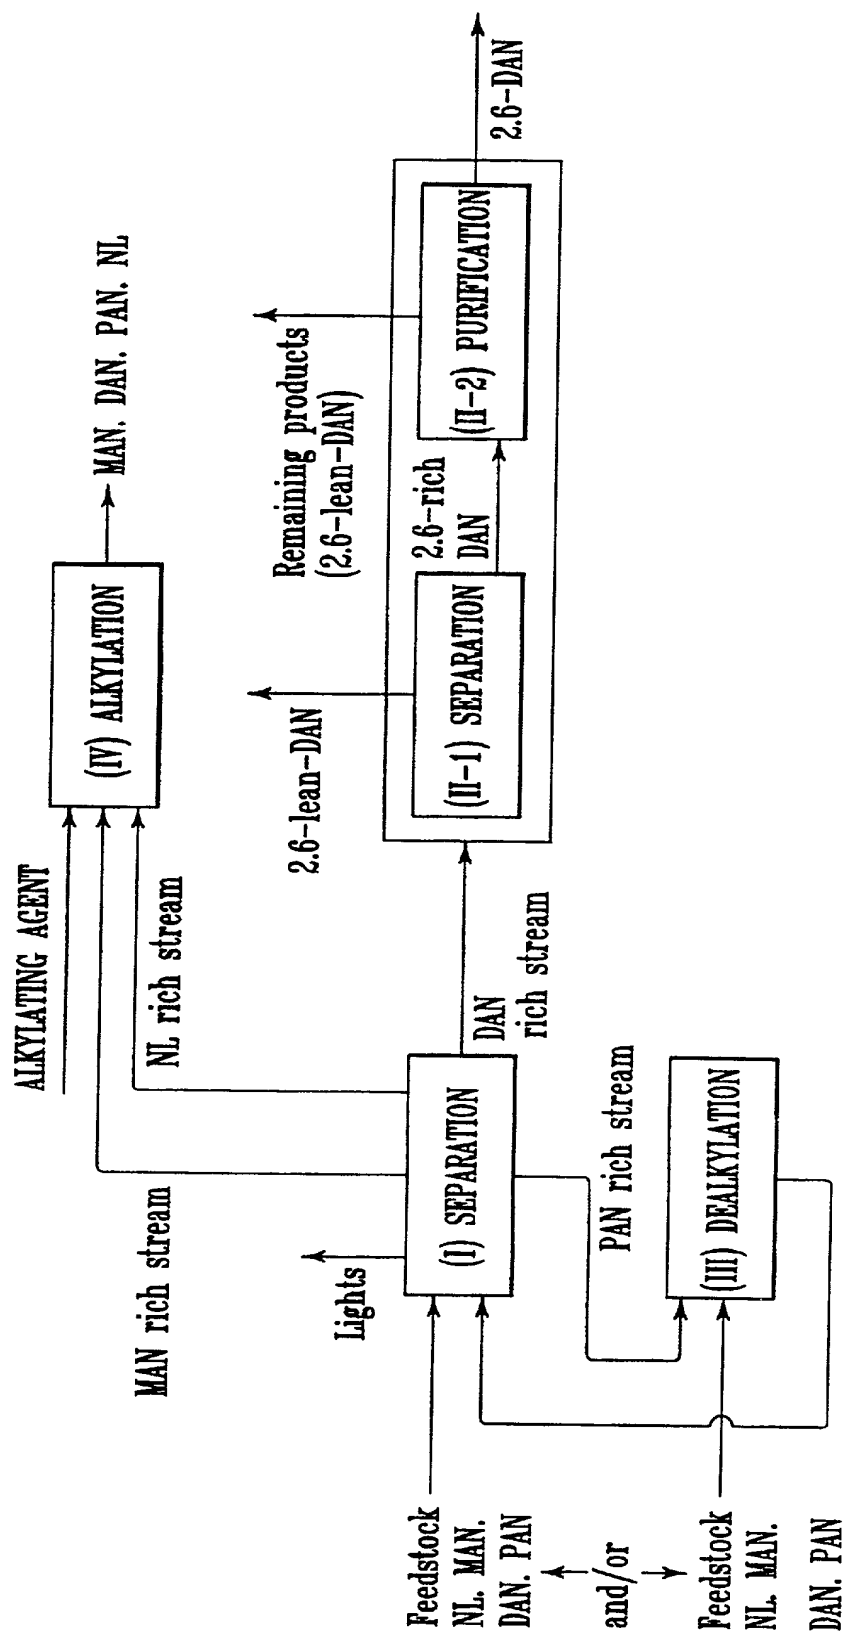 ALKYLATING AGENT
MAN rich stream
NL rich stream
(IV) ALKYLATION
MAN. DAN. PAN. NL
Lights
2.6-lean-DAN
Remaining products
(2.6-lean-DAN)
Feedstock
NL. MAN.
DAN. PAN
(I) SEPARATION
DAN
rich stream
(II-1) SEPARATION
2.6-rich
DAN
(II-2) PURIFICATION
2.6-DAN
and/or
PAN rich stream
Feedstock
NL. MAN.
DAN. PAN
(III) DEALKYLATION